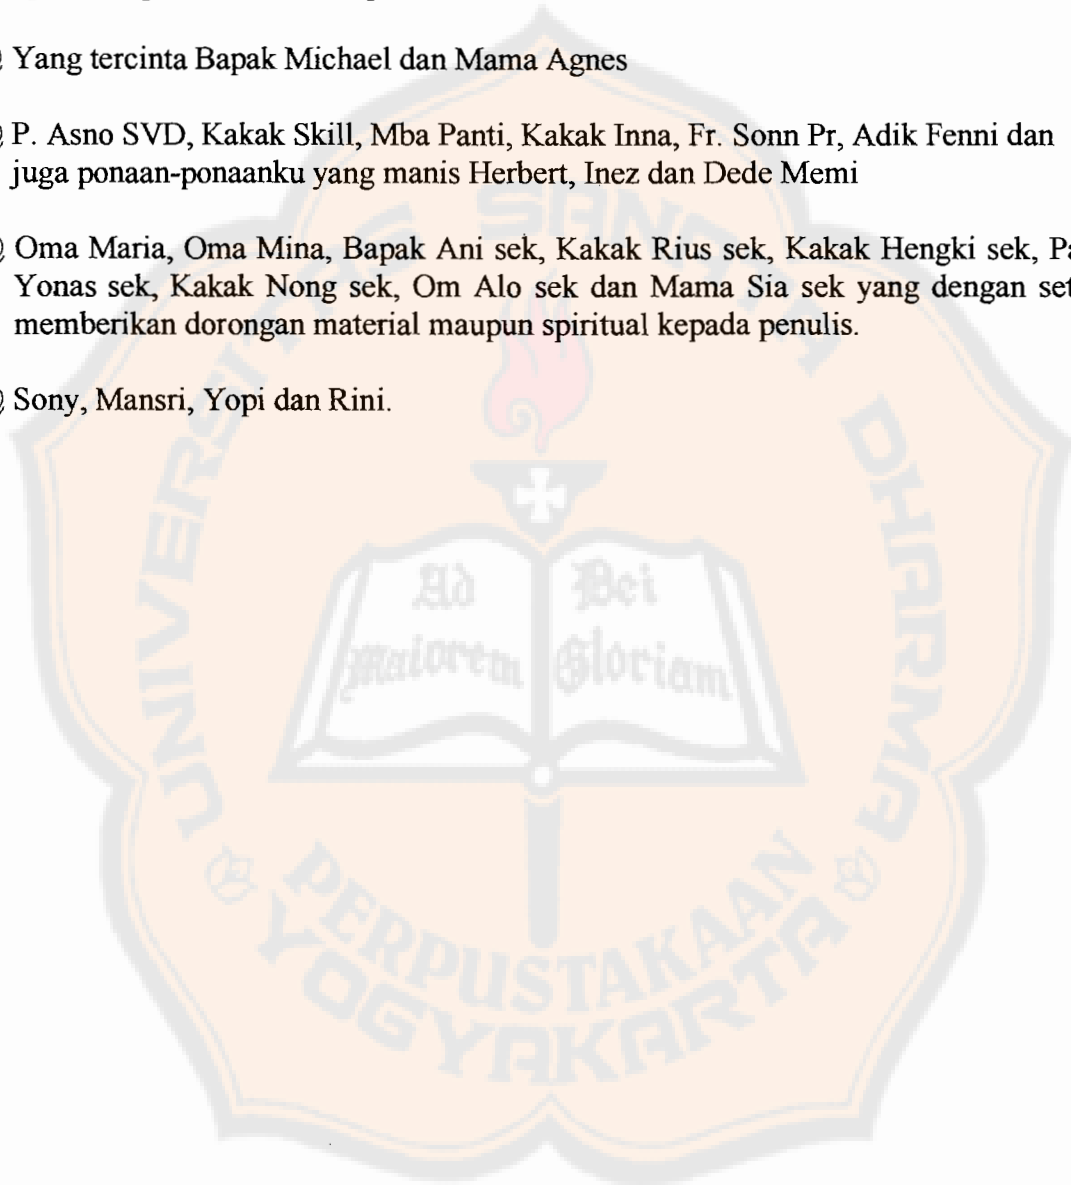 Yang tercinta Bapak Michael dan Mama Agnes
P. Asno SVD, Kakak Skill, Mba Panti, Kakak Inna, Fr. Sonn Pr, Adik Fenni dan
juga ponaan-ponaanku yang manis Herbert, Inez dan Dede Memi
Oma Maria, Oma Mina, Bapak Ani sek, Kakak Rius sek, Kakak Hengki sek,
Yonas sek, Kakak Nong sek, Om Alo sek dan Mama Sia sek yang dengan
memberikan dorongan material maupun spiritual kepada penulis.
Sony, Mansri, Yopi dan Rini.
UNIVERSITAS SANATA DHARMA
Ad Dei
Maiorem Gloriam
PERPUSTAKAAN
YOGYAKARTA